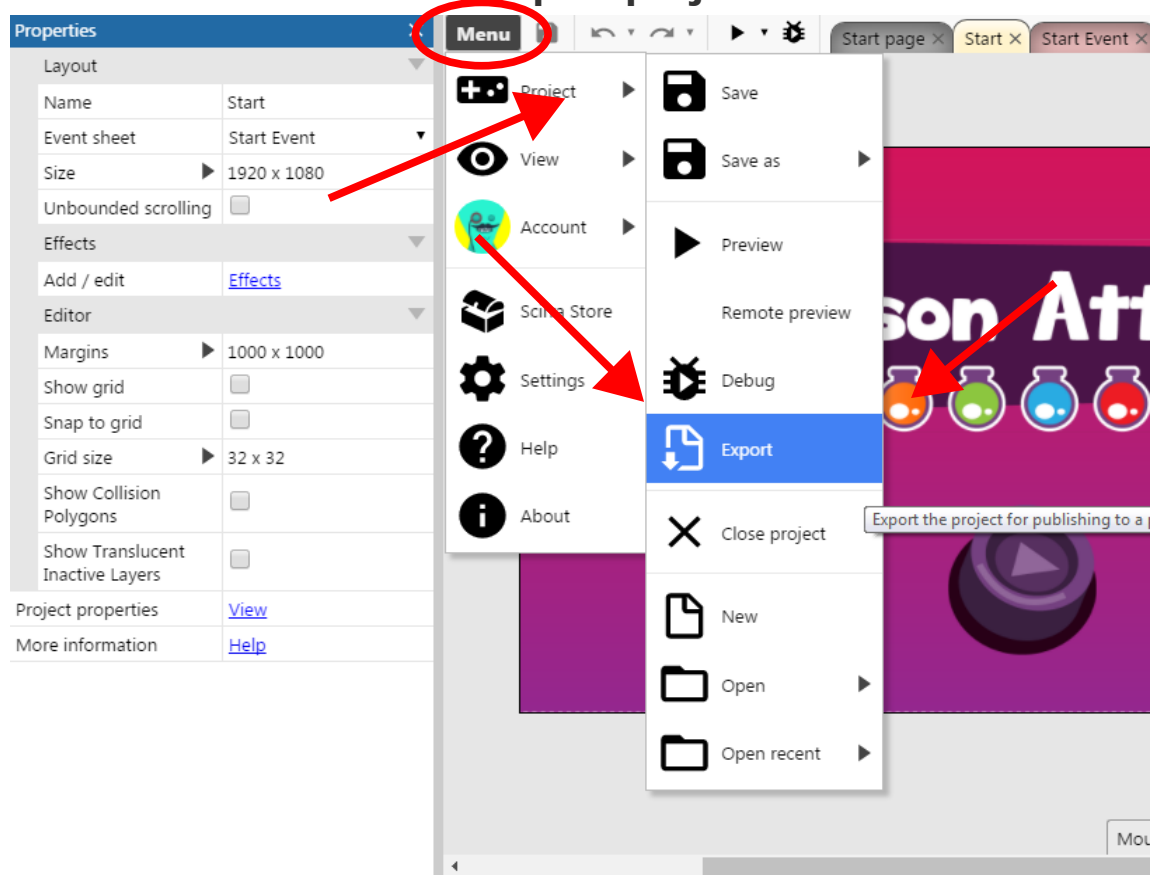 Properties
Layout
Name Start
Event sheet Start Event
Size 1920 x 1080
Unbounded scrolling
Effects
Add / edit Effects
Editor
Margins 1000 x 1000
Show grid
Snap to grid
Grid size 32 x 32
Show Collision
Polygons
Show Translucent
Inactive Layers
Project properties View
More information Help
Menu
Start page Start Start Event
Project
View
Account
Scirra Store
Settings
Help
About
Save
Save as
Preview
Remote preview
Debug
Export
Close project
New
Open
Open recent
son Att
Export the project for publishing to a
Mou